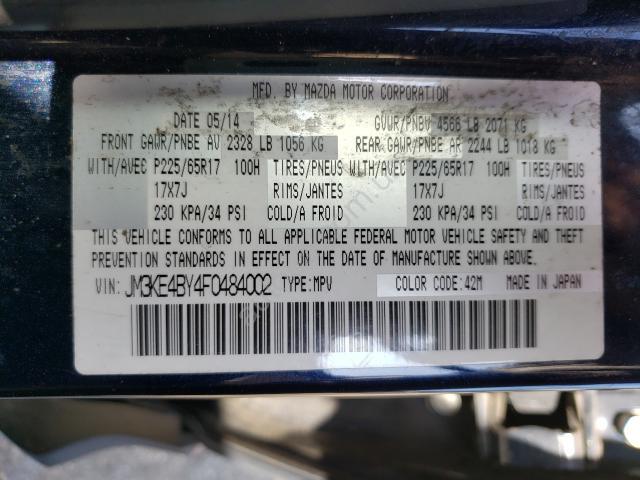 MFD. BY MAZDA MOTOR CORPORATION
DATE 05/14 GVWR/PNBV 4566 LB 2071 KG
FRONT GAWR/PNBE AV 2328 LB 1056 KG REAR GAWR/PNBE AR 2244 LB 1018 KG
WITH/AVEC P225/65R17 100H TIRES/PNEUS WITH/AVEC P225/65R17 100H TIRES/PNEUS
17X7J RIMS/JANTES 17X7J RIMS/JANTES
230 KPA/34 PSI COLD/A FROID 230 KPA/34 PSI COLD/A FROID
THIS VEHICLE CONFORMS TO ALL APPLICABLE FEDERAL MOTOR VEHICLE SAFETY AND THEFT
PREVENTION STANDARDS IN EFFECT ON THE DATE OF MANUFACTURE SHOWN ABOVE.
VIN: JM3KE4BY4F0484002 TYPE:MPV COLOR CODE:42M MADE IN JAPAN